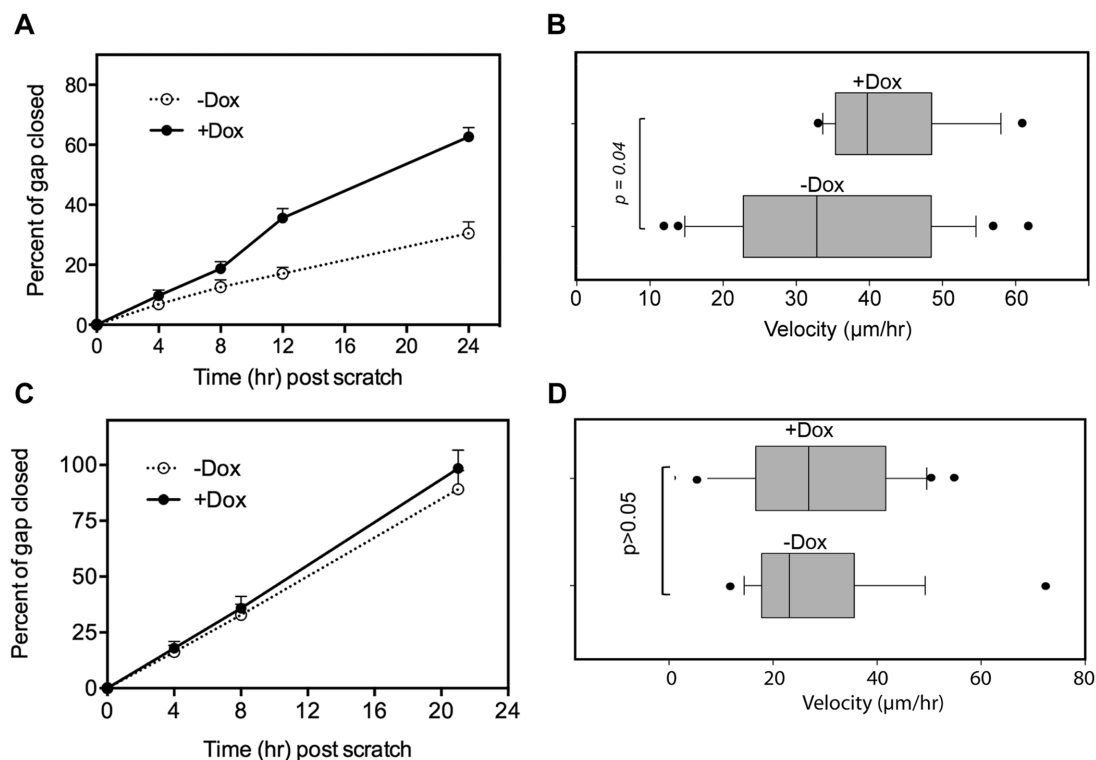 A
Percent of gap closed
80
60
40
20
0
-Dox
+Dox
0 4 8 12 16 20 24
Time (hr) post scratch
B
+Dox
-Dox
p = 0.04
0 10 20 30 40 50 60
Velocity (µm/hr)
C
Percent of gap closed
100
75
50
25
0
-Dox
+Dox
0 4 8 12 16 20 24
Time (hr) post scratch
D
+Dox
-Dox
p>0.05
0 20 40 60 80
Velocity (µm/hr)